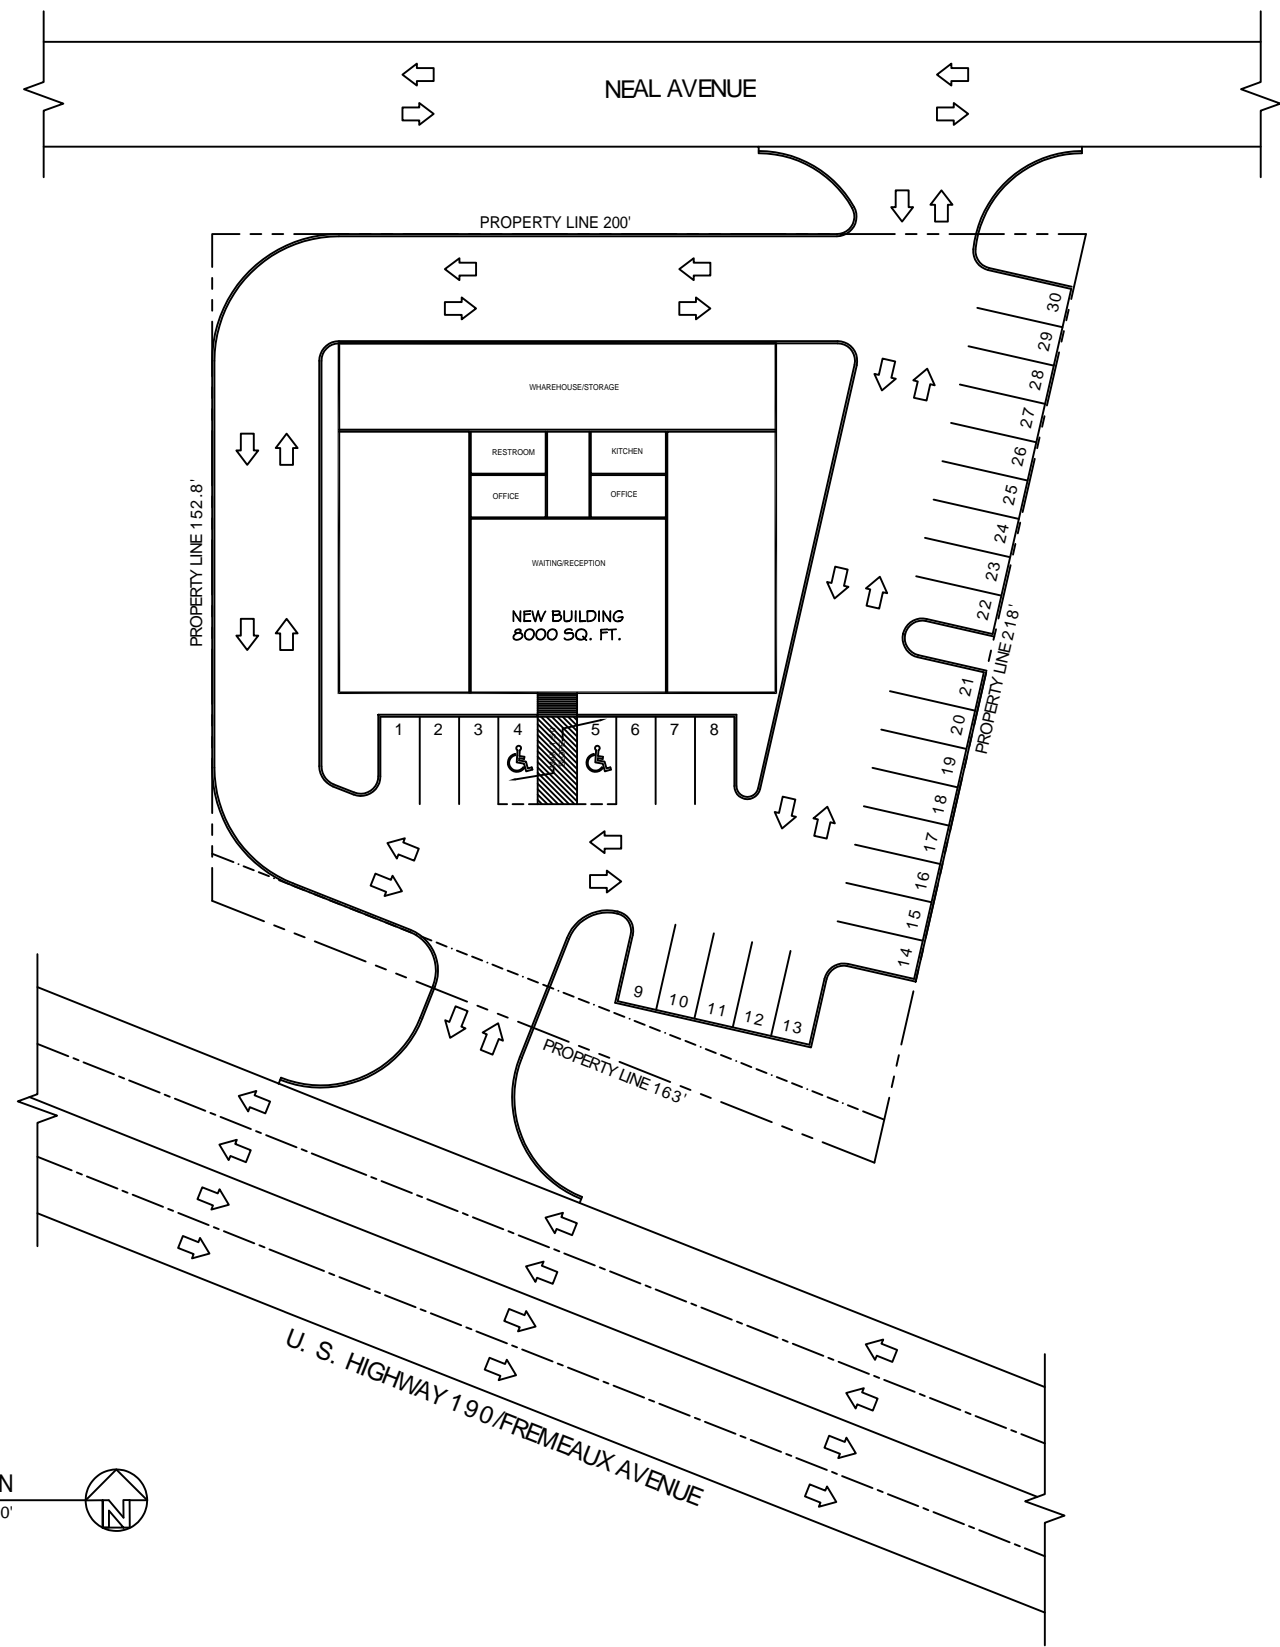 NEAL AVENUE
PROPERTY LINE 200'
30
29
28
27
26
25
24
23
22
21
20
19
18
17
16
15
14
WHAREHOUSE/STORAGE
RESTROOM
KITCHEN
OFFICE
OFFICE
WAITING/RECEPTION
NEW BUILDING
8000 SQ. FT.
PROPERTY LINE 152.8'
PROPERTY LINE 218'
1 2 3 4 5 6 7 8
9 10 11 12 13
PROPERTY LINE 163'
U. S. HIGHWAY 190/FREMEAUX AVENUE
N
0'
N